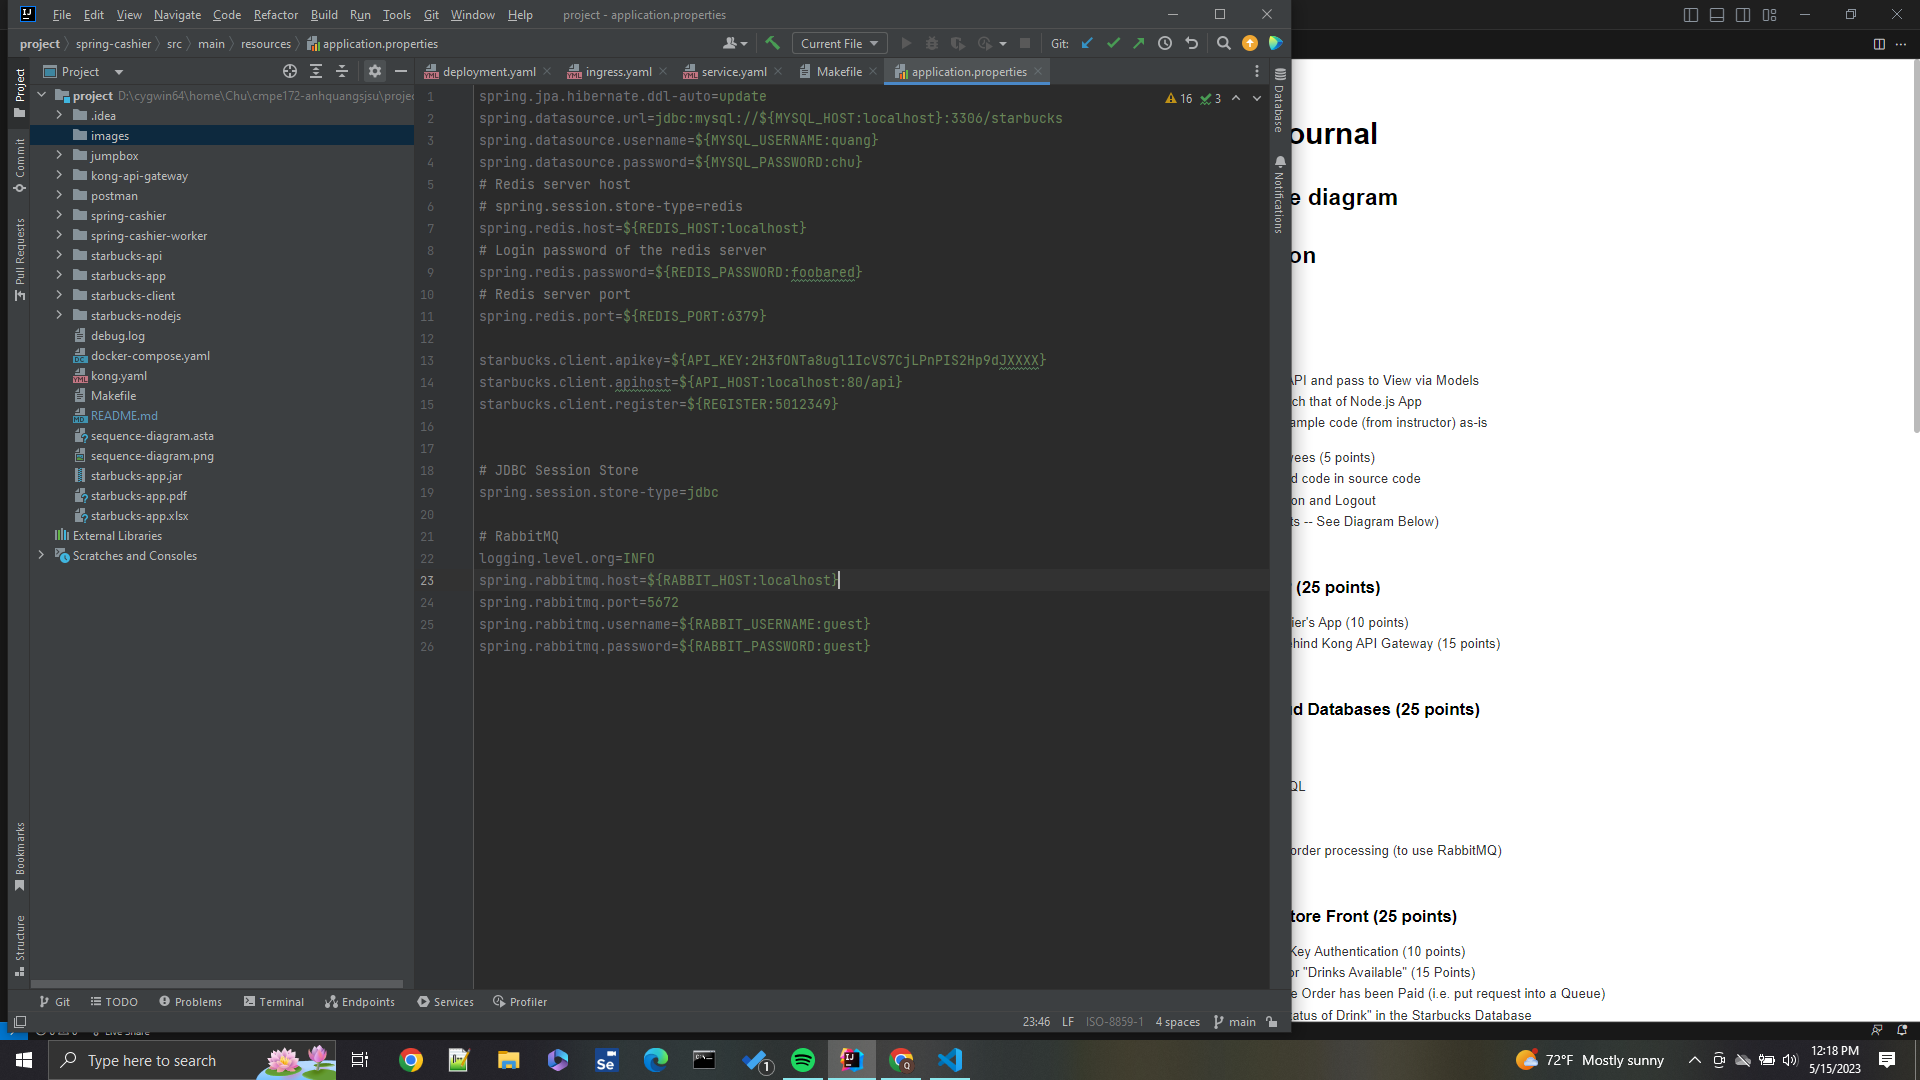 File Edit View Navigate Code Refactor Build Run Tools Git Window Help project - application.properties
project spring-cashier src main resources application.properties
Current File
Git:
Project
deployment.yaml ingress.yaml service.yaml Makefile application.properties
project D:\cygwin64\home\Chu\cmpe172-anhquangsjsu\projec
.idea
images
jumpbox
kong-api-gateway
postman
spring-cashier
spring-cashier-worker
starbucks-api
starbucks-app
starbucks-client
starbucks-nodejs
debug.log
docker-compose.yaml
kong.yaml
Makefile
README.md
sequence-diagram.asta
sequence-diagram.png
starbucks-app.jar
starbucks-app.pdf
starbucks-app.xlsx
External Libraries
Scratches and Consoles
Project
Commit
Pull Requests
Bookmarks
Structure
16 3
1 spring.jpa.hibernate.ddl-auto=update
2 spring.datasource.url=jdbc:mysql://${MYSQL_HOST:localhost}:3306/starbucks
3 spring.datasource.username=${MYSQL_USERNAME:quang}
4 spring.datasource.password=${MYSQL_PASSWORD:chu}
5 # Redis server host
6 # spring.session.store-type=redis
7 spring.redis.host=${REDIS_HOST:localhost}
8 # Login password of the redis server
9 spring.redis.password=${REDIS_PASSWORD:foobared}
10 # Redis server port
11 spring.redis.port=${REDIS_PORT:6379}
12
13 starbucks.client.apikey=${API_KEY:2H3fONTa8ugl1IcVS7CjLPnPIS2Hp9dJXXXX}
14 starbucks.client.apihost=${API_HOST:localhost:80/api}
15 starbucks.client.register=${REGISTER:5012349}
16
17
18 # JDBC Session Store
19 spring.session.store-type=jdbc
20
21 # RabbitMQ
22 logging.level.org=INFO
23 spring.rabbitmq.host=${RABBIT_HOST:localhost}
24 spring.rabbitmq.port=5672
25 spring.rabbitmq.username=${RABBIT_USERNAME:guest}
26 spring.rabbitmq.password=${RABBIT_PASSWORD:guest}
Database
Notifications
ournal
e diagram
on
API and pass to View via Models
ch that of Node.js App
ample code (from instructor) as-is
yees (5 points)
d code in source code
on and Logout
ts -- See Diagram Below)
(25 points)
ier's App (10 points)
ehind Kong API Gateway (15 points)
d Databases (25 points)
QL
order processing (to use RabbitMQ)
tore Front (25 points)
Key Authentication (10 points)
or "Drinks Available" (15 Points)
e Order has been Paid (i.e. put request into a Queue)
tatus of Drink" in the Starbucks Database
Git TODO Problems Terminal Endpoints Services Profiler
23:46 LF ISO-8859-1 4 spaces main
Live Share
Type here to search
1
72°F Mostly sunny
12:18 PM
5/15/2023